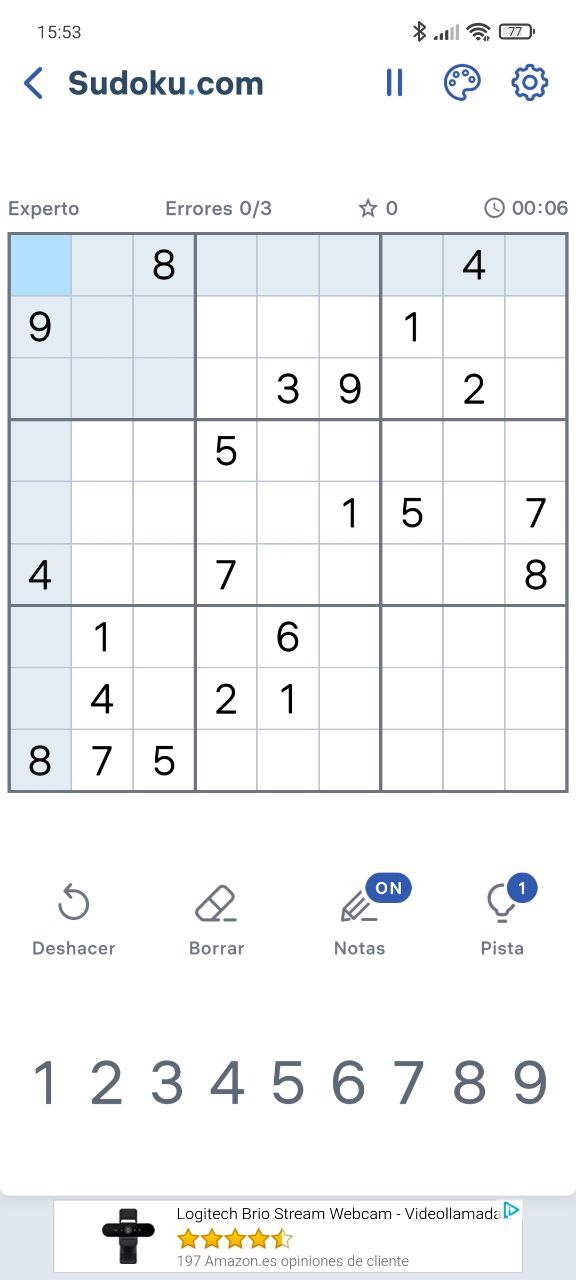 15:53
77
Sudoku.com
Experto Errores 0/3 0 00:06
8 4
9 1
3 9 2
5
1 5 7
4 7 8
1 6
4 2 1
8 7 5
ON 1
Deshacer Borrar Notas Pista
1 2 3 4 5 6 7 8 9
Logitech Brio Stream Webcam - Videollamada
197 Amazon.es opiniones de cliente